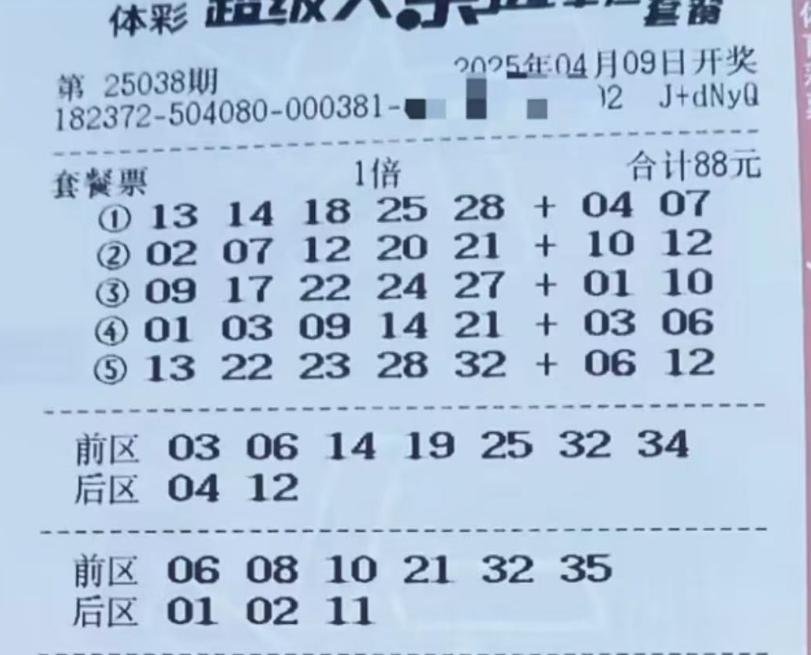 体彩 超级大乐透 套餐
第 25038期 2025年04月09日开奖
182372-504080-000381- 02 J+dNyQ
套餐票 1倍 合计88元
① 13 14 18 25 28 + 04 07
② 02 07 12 20 21 + 10 12
③ 09 17 22 24 27 + 01 10
④ 01 03 09 14 21 + 03 06
⑤ 13 22 23 28 32 + 06 12
前区 03 06 14 19 25 32 34
后区 04 12
前区 06 08 10 21 32 35
后区 01 02 11